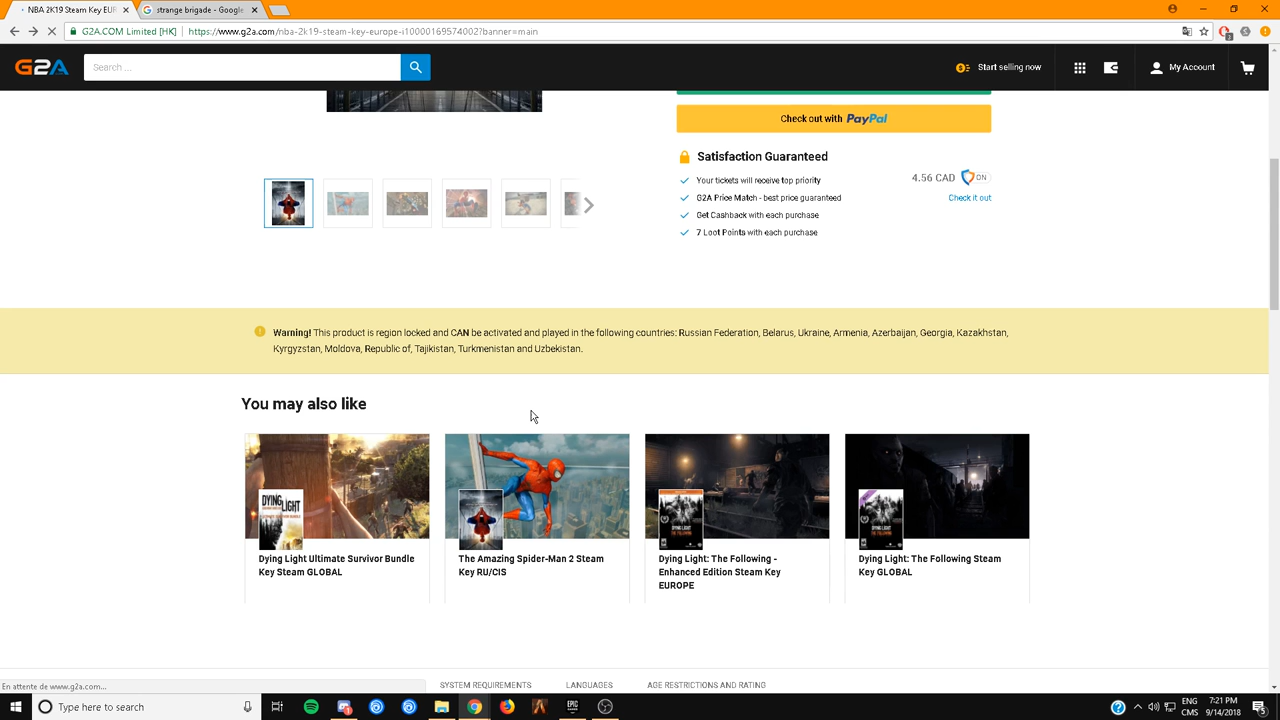 NBA 2K19 Steam Key EUR
strange brigade - Google
G2A.COM Limited [HK]
https://www.g2a.com/nba-2k19-steam-key-europe-i10000169574002?banner=main
2
G2A
Search ...
Start selling now
My Account
Check out with PayPal
Satisfaction Guaranteed
Your tickets will receive top priority
4.56 CAD
ON
G2A Price Match - best price guaranteed
Check it out
Get Cashback with each purchase
7 Loot Points with each purchase
Warning! This product is region locked and CAN be activated and played in the following countries: Russian Federation, Belarus, Ukraine, Armenia, Azerbaijan, Georgia, Kazakhstan,
Kyrgyzstan, Moldova, Republic of, Tajikistan, Turkmenistan and Uzbekistan.
You may also like
DYING LIGHT
Dying Light Ultimate Survivor Bundle
Key Steam GLOBAL
The Amazing Spider-Man 2 Steam
Key RU/CIS
Dying Light: The Following -
Enhanced Edition Steam Key
EUROPE
Dying Light: The Following Steam
Key GLOBAL
SYSTEM REQUIREMENTS
LANGUAGES
AGE RESTRICTIONS AND RATING
En attente de www.g2a.com...
Type here to search
EPIC
ENG
CMS
7:21 PM
9/14/2018
5